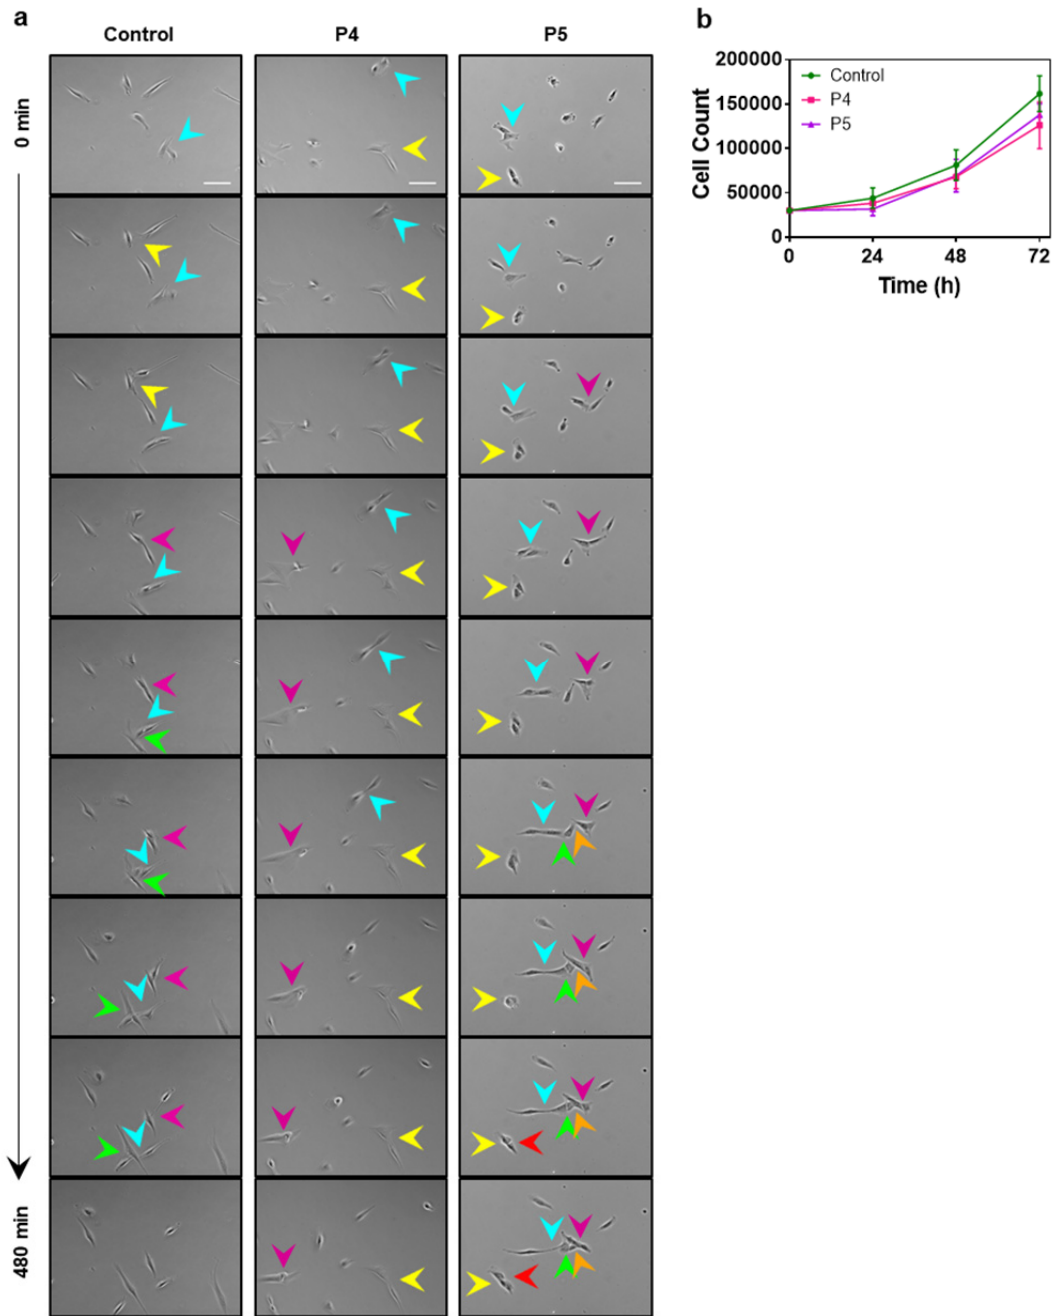 a
Control
P4
P5
0 min
480 min
b
200000
150000
100000
50000
0
Cell Count
Control
P4
P5
0
24
48
72
Time (h)